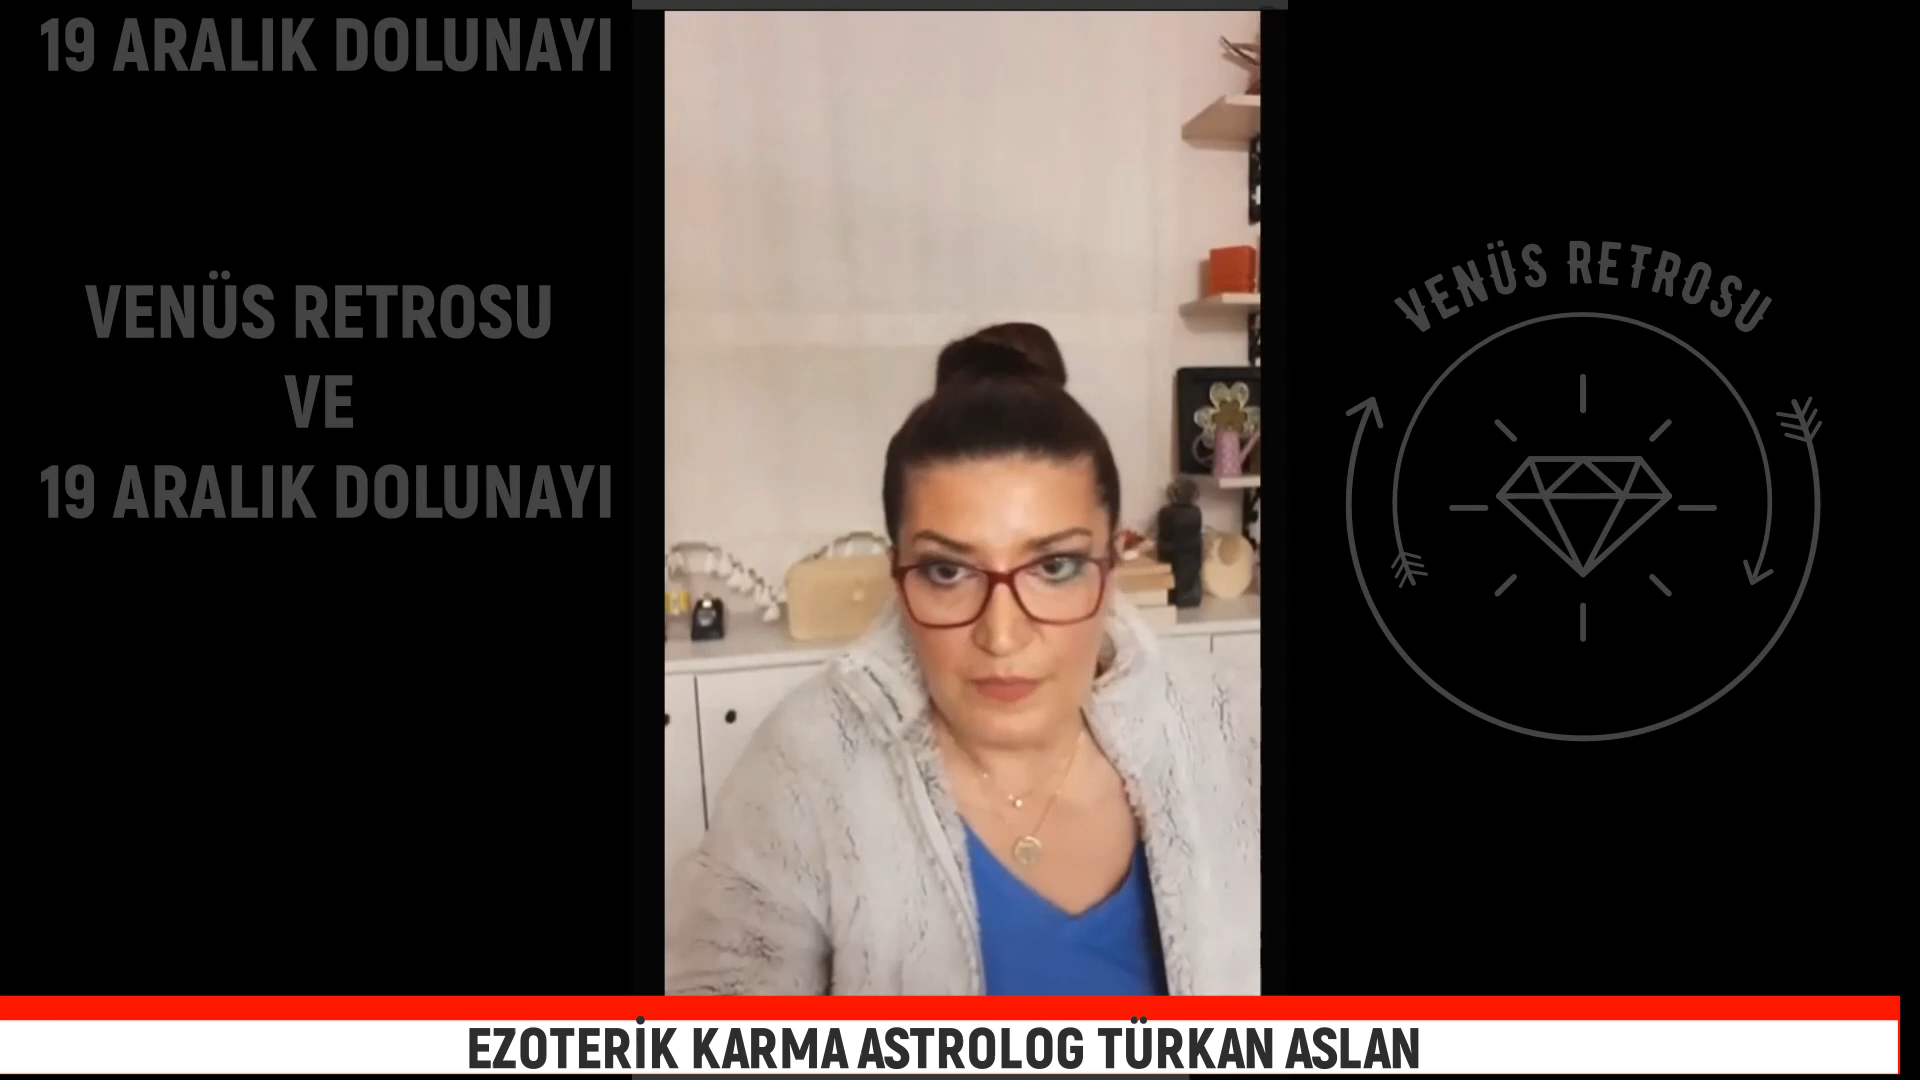 19 ARALIK DOLUNAYI
VENÜS RETROSU
VE
19 ARALIK DOLUNAYI
VENÜS RETROSU
EZOTERİK KARMA ASTROLOG TÜRKAN ASLAN